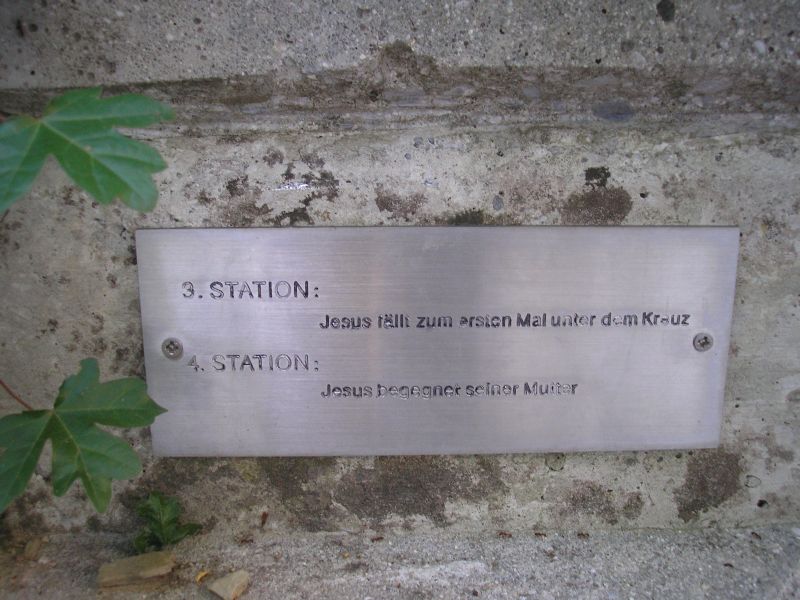 3. STATION:
Jesus fällt zum ersten Mal unter dem Kreuz
4. STATION:
Jesus begegnet seiner Mutter